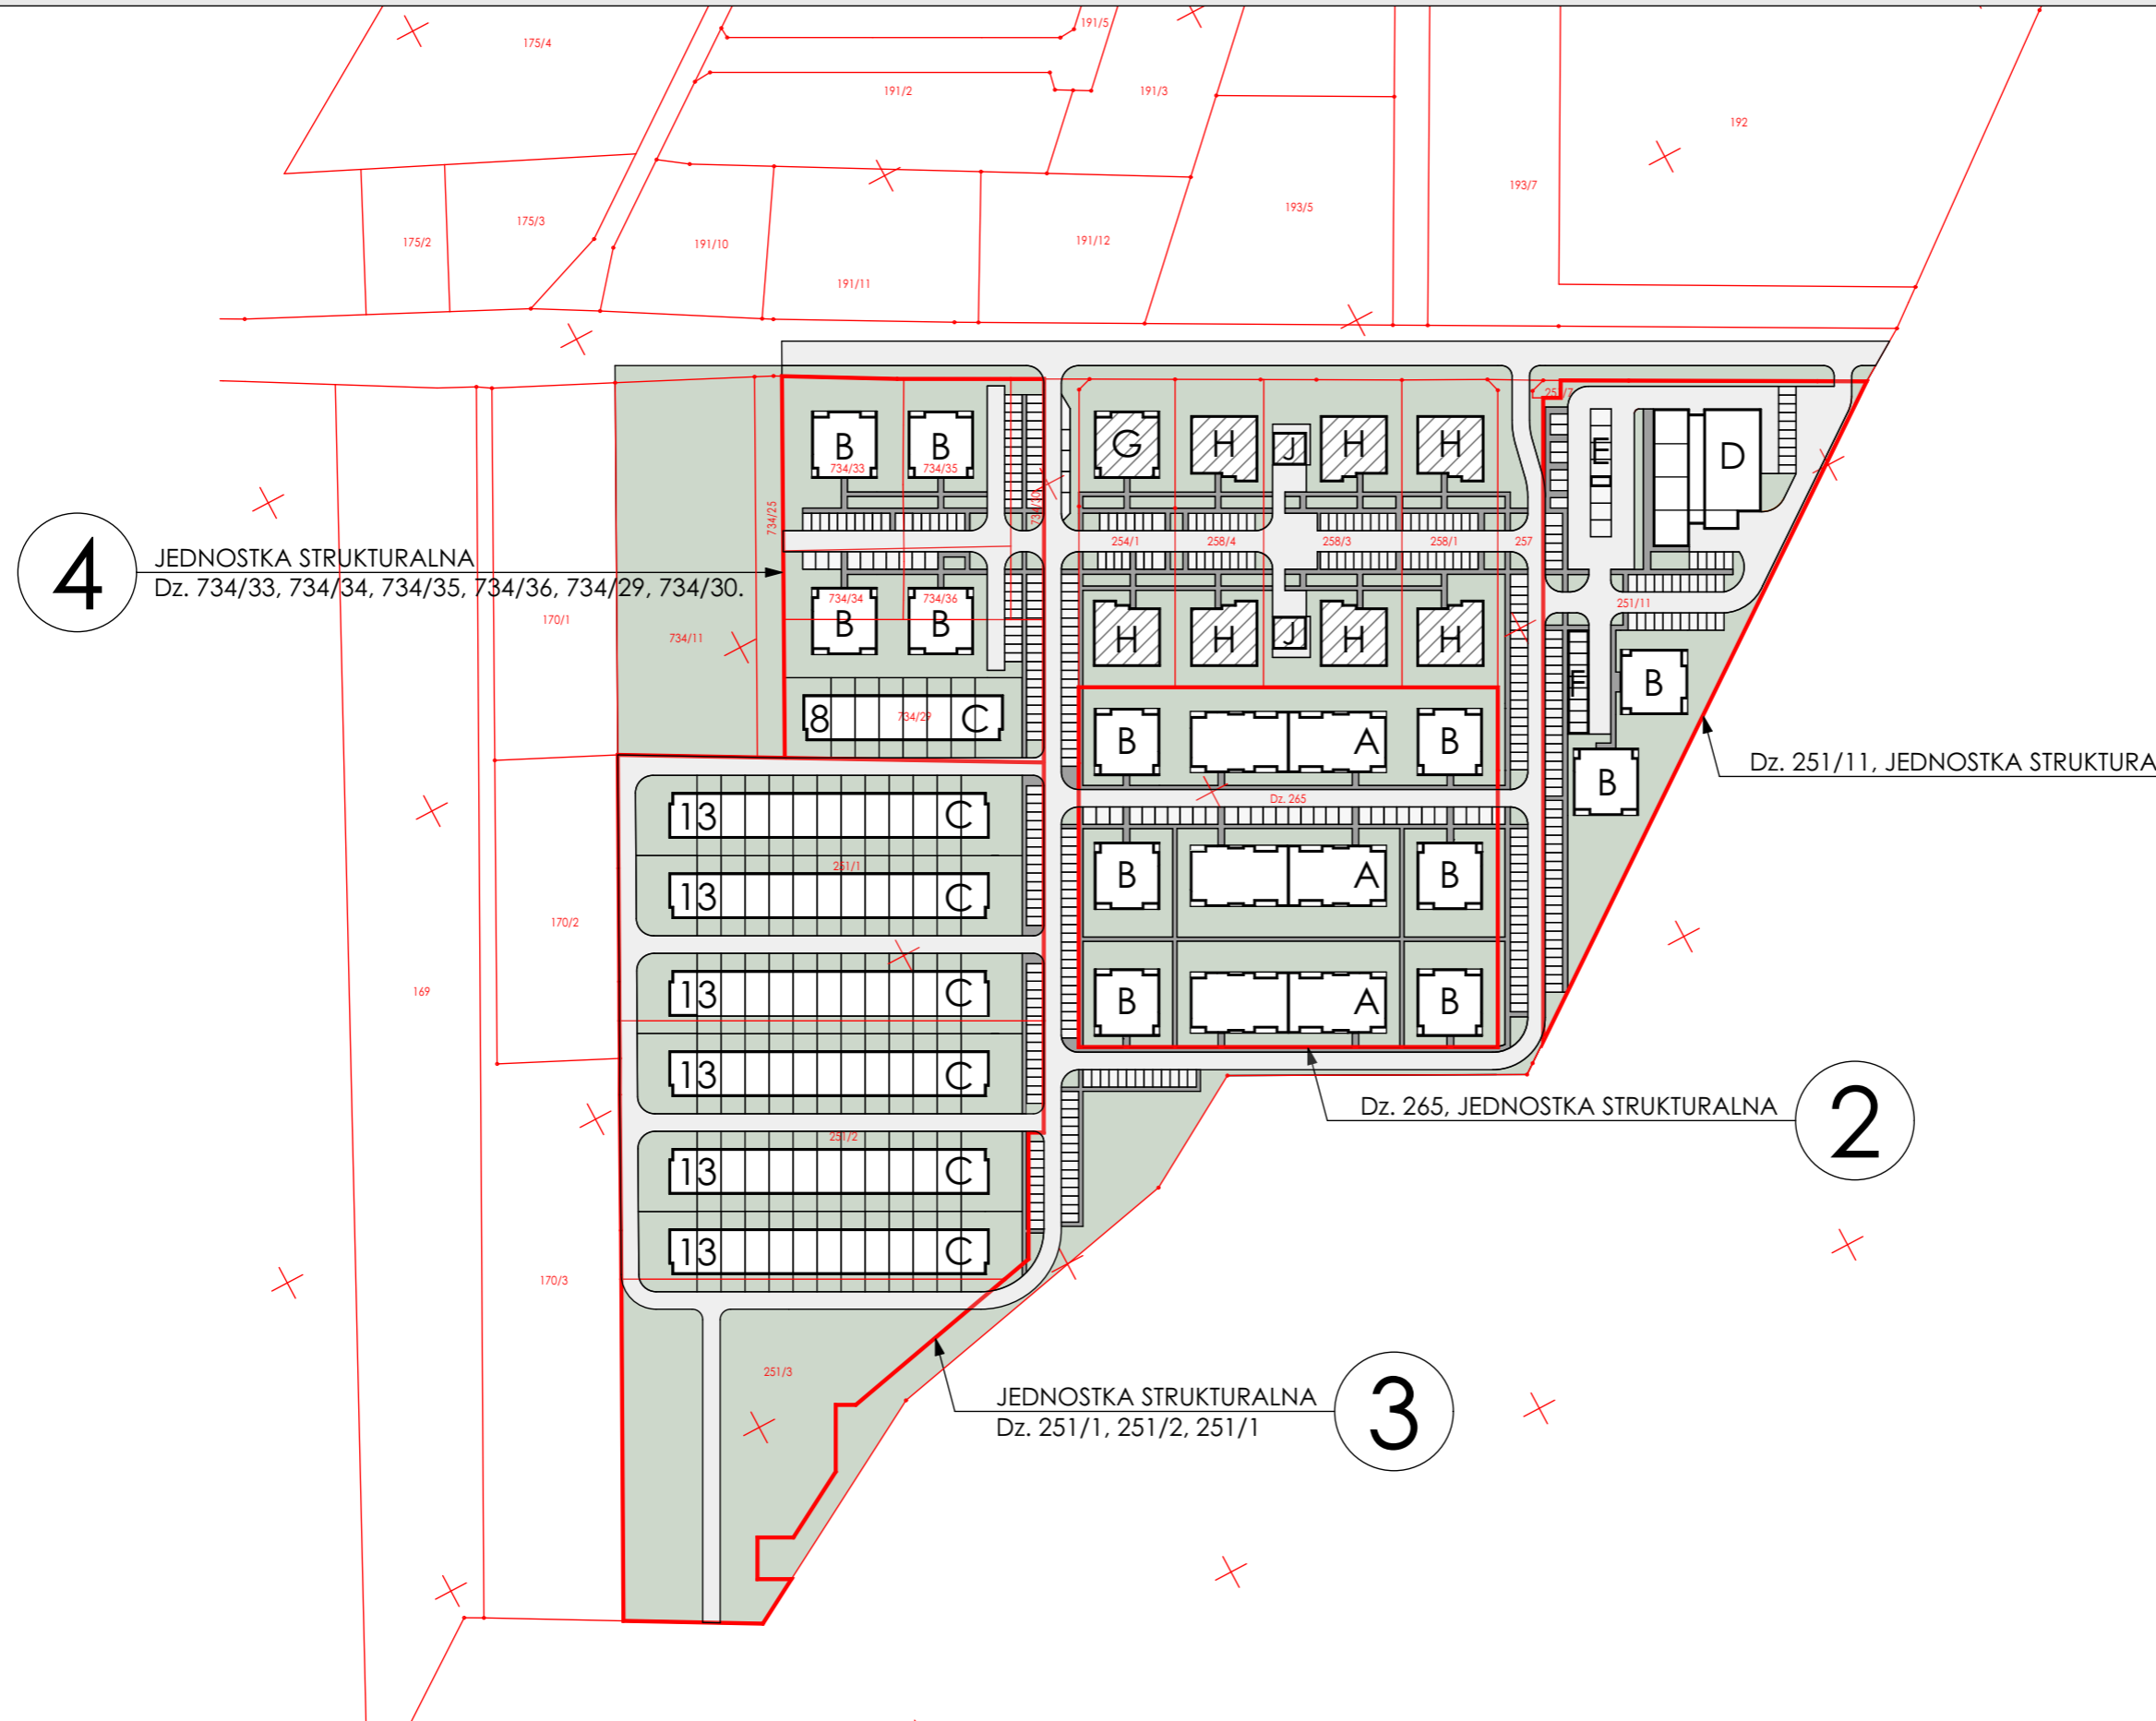 191/5
175/4
191/2
191/3
192
193/7
193/5
175/3
175/2
191/10
191/12
191/11
B
B
G
H
J
H
H
E
D
734/33
734/35
734/25
254/1
258/4
258/3
258/1
257
4
JEDNOSTKA STRUKTURALNA
Dz. 734/33, 734/34, 734/35, 734/36, 734/29, 734/30.
734/34
734/36
251/11
170/1
734/11
B
B
H
H
J
H
H
F
B
8
734/29
C
B
A
B
B
Dz. 251/11, JEDNOSTKA STRUKTURA
Dz. 265
13
C
251/1
13
C
B
A
B
170/2
169
13
C
B
A
B
13
C
Dz. 265, JEDNOSTKA STRUKTURALNA
2
251/2
13
C
13
C
170/3
251/3
JEDNOSTKA STRUKTURALNA
Dz. 251/1, 251/2, 251/1
3